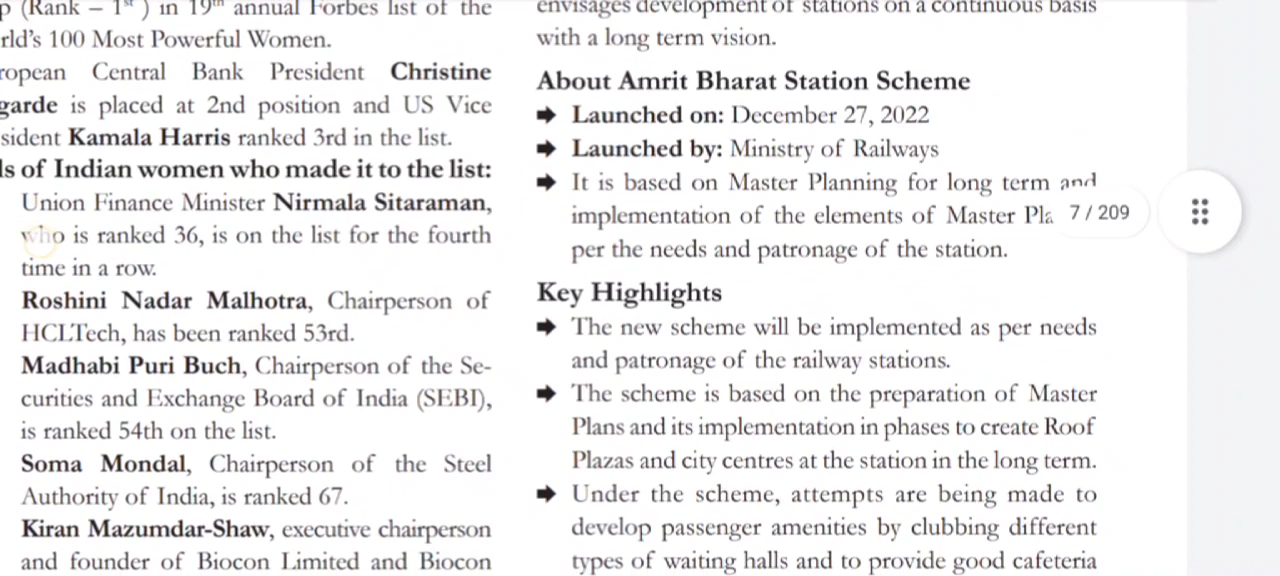 p (Rank – 1st) in 19th annual Forbes list of the
rld's 100 Most Powerful Women.
ropean Central Bank President Christine
garde is placed at 2nd position and US Vice
sident Kamala Harris ranked 3rd in the list.
ls of Indian women who made it to the list:
Union Finance Minister Nirmala Sitaraman,
who is ranked 36, is on the list for the fourth
time in a row.
Roshini Nadar Malhotra, Chairperson of
HCLTech, has been ranked 53rd.
Madhabi Puri Buch, Chairperson of the Se-
curities and Exchange Board of India (SEBI),
is ranked 54th on the list.
Soma Mondal, Chairperson of the Steel
Authority of India, is ranked 67.
Kiran Mazumdar-Shaw, executive chairperson
and founder of Biocon Limited and Biocon
envisages development of stations on a continuous basis
with a long term vision.
About Amrit Bharat Station Scheme
➡ Launched on: December 27, 2022
➡ Launched by: Ministry of Railways
➡ It is based on Master Planning for long term and
implementation of the elements of Master Pla
per the needs and patronage of the station.
Key Highlights
➡ The new scheme will be implemented as per needs
and patronage of the railway stations.
➡ The scheme is based on the preparation of Master
Plans and its implementation in phases to create Roof
Plazas and city centres at the station in the long term.
➡ Under the scheme, attempts are being made to
develop passenger amenities by clubbing different
types of waiting halls and to provide good cafeteria
7 / 209